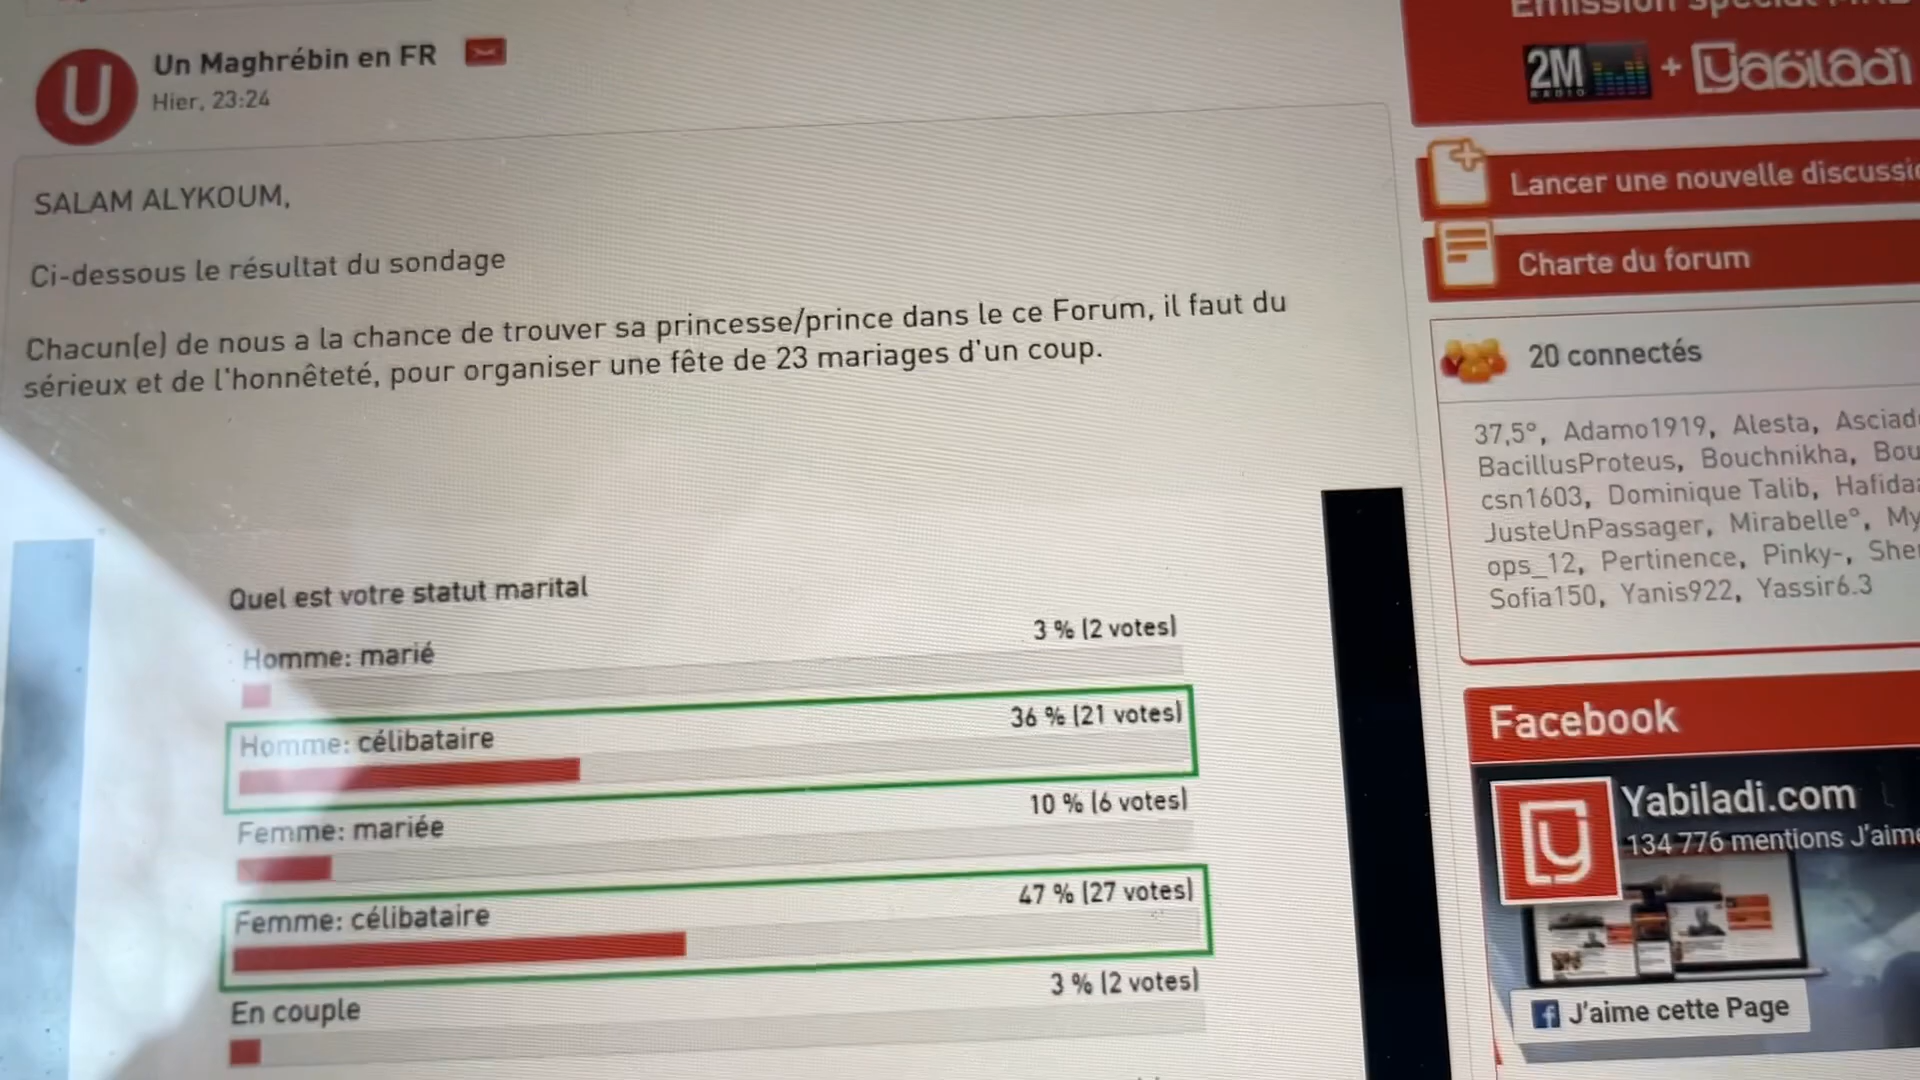 Un Maghrébin en FR
Hier, 23:24
SALAM ALYKOUM,
Ci-dessous le résultat du sondage
Chacun(e) de nous a la chance de trouver sa princesse/prince dans le ce Forum, il faut du
sérieux et de l'honnêteté, pour organiser une fête de 23 mariages d'un coup.
Quel est votre statut marital
Homme: marié
3 % (2 votes)
Homme: célibataire
36 % (21 votes)
Femme: mariée
10 % (6 votes)
Femme: célibataire
47 % (27 votes)
En couple
3 % (2 votes)
Emission
2M + Yabiladi
RADIO
Lancer une nouvelle
Charte du forum
20 connectés
37,5°, Adamo1919, Alesta,
BacillusProteus, Bouchnikha,
csn1603, Dominique Talib,
JusteUnPassager, Mirabelle°,
ops_12, Pertinence, Pinky-,
Sofia150, Yanis922, Yassir6.3
Facebook
Yabiladi.com
134 776 mentions J'aime
J'aime cette Page